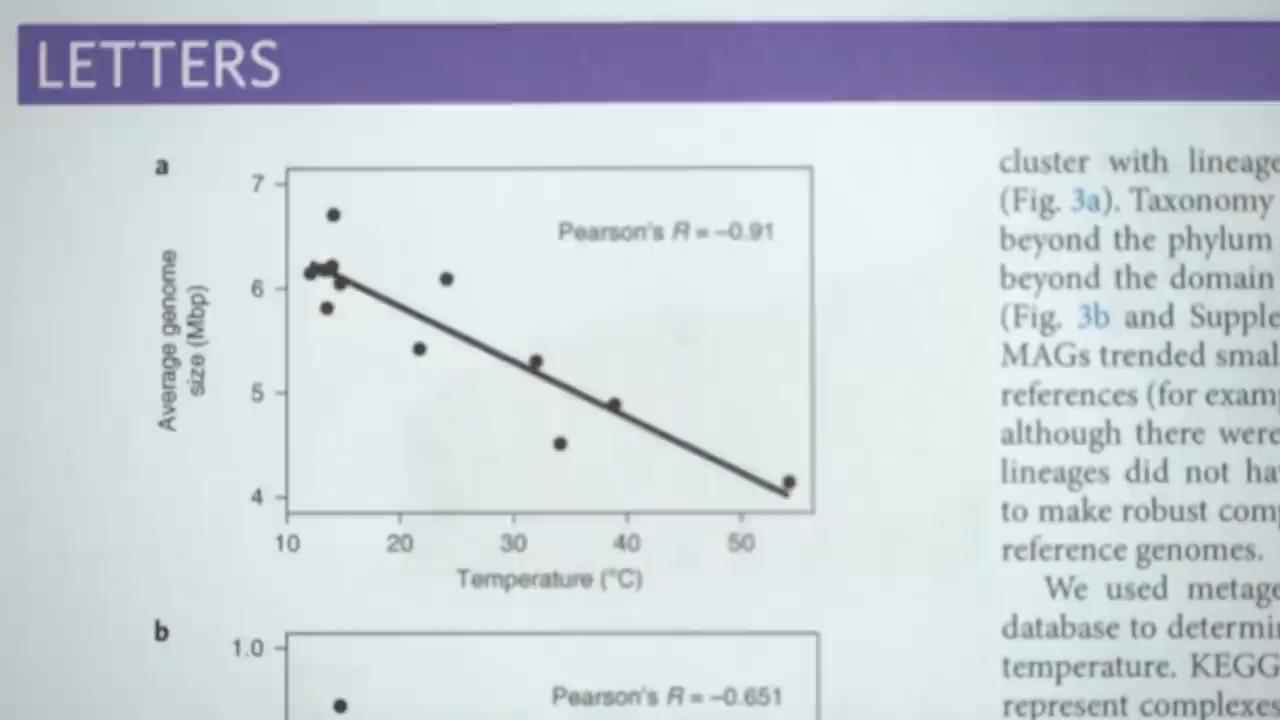 LETTERS
a
7
6
5
4
Average genome
size (Mbp)
Pearson's R = –0.91
10 20 30 40 50
Temperature (°C)
b
1.0
Pearson's R = –0.651
cluster with lineage
(Fig. 3a). Taxonomy
beyond the phylum
beyond the domain
(Fig. 3b and Supple
MAGs trended smal
references (for exam
although there were
lineages did not ha
to make robust com
reference genomes.
We used metage
database to determi
temperature. KEGG
represent complexes